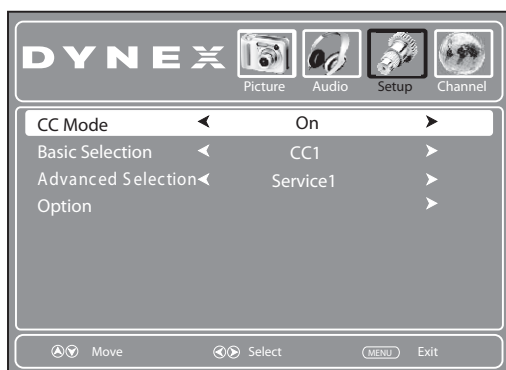 DYNEX
Picture Audio Setup Channel
CC Mode On
Basic Selection CC1
Advanced Selection Service1
Option
Move Select MENU Exit